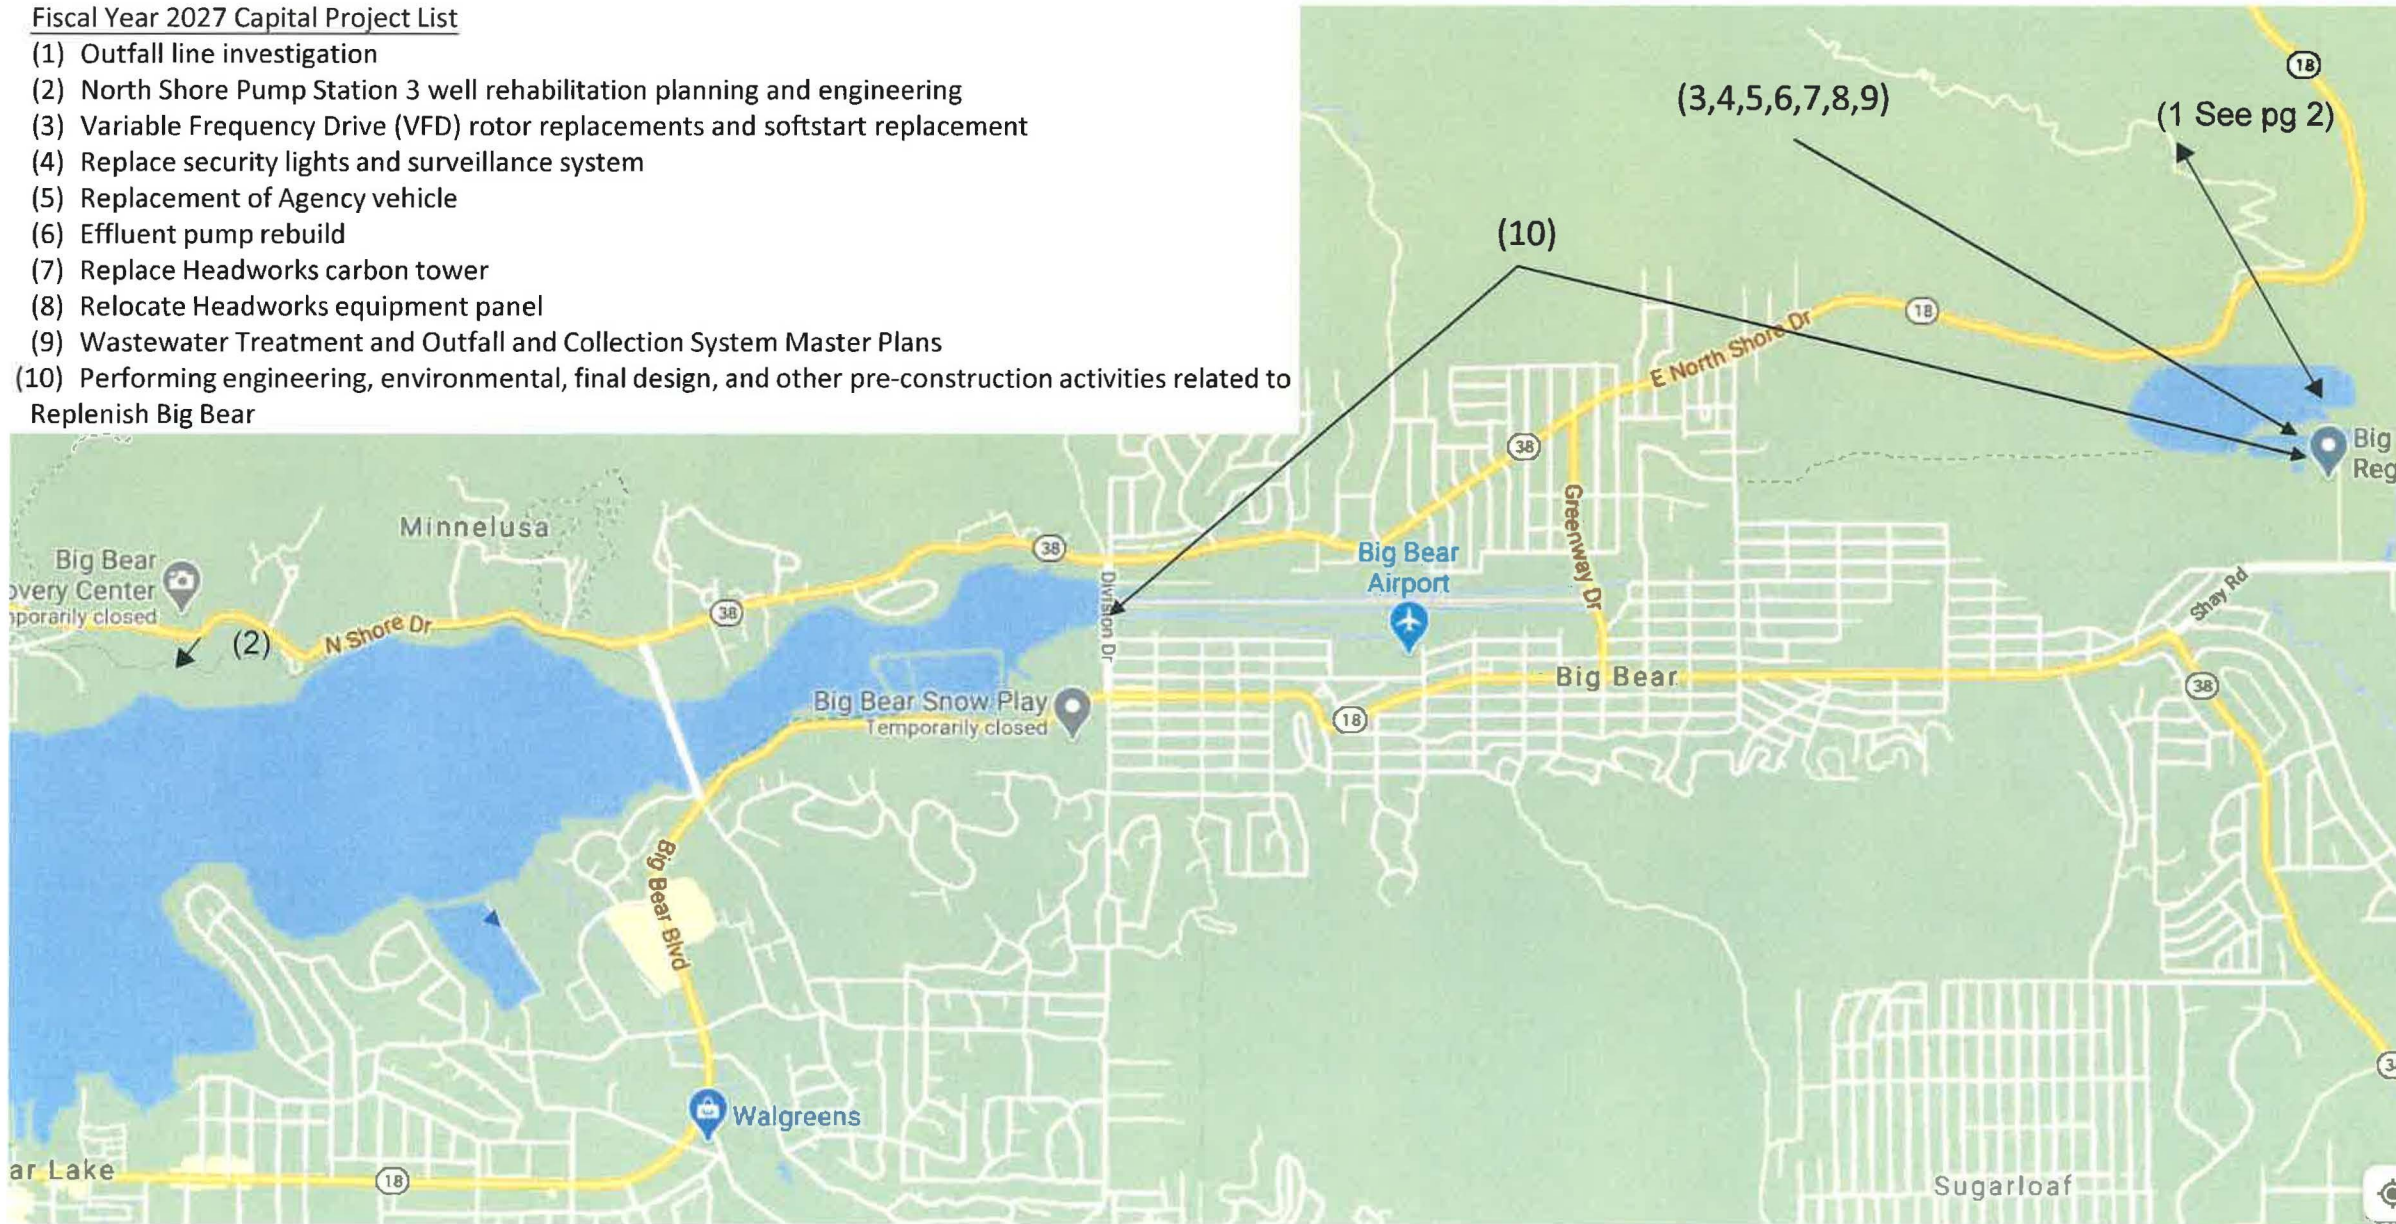 Fiscal Year 2027 Capital Project List
(1) Outfall line investigation
(2) North Shore Pump Station 3 well rehabilitation planning and engineering
(3) Variable Frequency Drive (VFD) rotor replacements and softstart replacement
(4) Replace security lights and surveillance system
(5) Replacement of Agency vehicle
(6) Effluent pump rebuild
(7) Replace Headworks carbon tower
(8) Relocate Headworks equipment panel
(9) Wastewater Treatment and Outfall and Collection System Master Plans
(10) Performing engineering, environmental, final design, and other pre-construction activities related to
Replenish Big Bear
18
(3,4,5,6,7,8,9)
(1 See pg 2)
(10)
18
E North Shore Dr
38
Big
Reg
Greenway Dr
Minnelusa
38
Big Bear
Airport
Big Bear
overy Center
mporarily closed
Division Dr
Shay Rd
38
(2)
N Shore Dr
Big Bear
38
Big Bear Snow Play
Temporarily closed
18
Big Bear Blvd
Walgreens
ar Lake
18
Sugarloaf